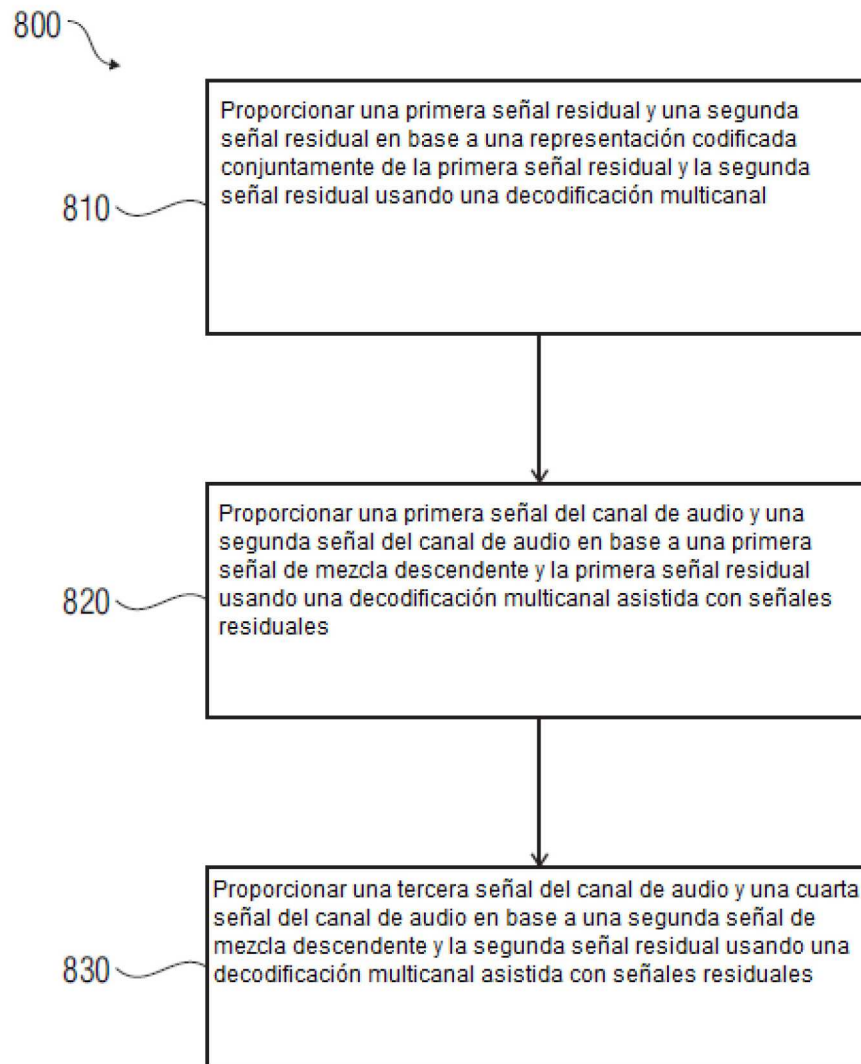 800
Proporcionar una primera señal residual y una segunda
señal residual en base a una representación codificada
conjuntamente de la primera señal residual y la segunda
señal residual usando una decodificación multicanal
810
Proporcionar una primera señal del canal de audio y una
segunda señal del canal de audio en base a una primera
señal de mezcla descendente y la primera señal residual
usando una decodificación multicanal asistida con señales
residuales
820
Proporcionar una tercera señal del canal de audio y una cuarta
señal del canal de audio en base a una segunda señal de
mezcla descendente y la segunda señal residual usando una
decodificación multicanal asistida con señales residuales
830